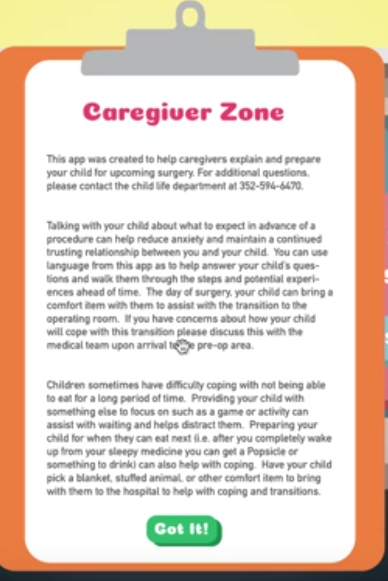 Caregiver Zone
This app was created to help caregivers explain and prepare
your child for upcoming surgery. For additional questions,
please contact the child life department at 352-594-6470.
Talking with your child about what to expect in advance of a
procedure can help reduce anxiety and maintain a continued
trusting relationship between you and your child. You can use
language from this app as to help answer your child's ques-
tions and walk them through the steps and potential experi-
ences ahead of time. The day of surgery, your child can bring a
comfort item with them to assist with the transition to the
operating room. If you have concerns about how your child
will cope with this transition please discuss this with the
medical team upon arrival to pre-op area.
Children sometimes have difficulty coping with not being able
to eat for a long period of time. Providing your child with
something else to focus on such as a game or activity can
assist with waiting and helps distract them. Preparing your
child for when they can eat next (i.e. after you completely wake
up from your sleepy medicine you can get a Popsicle or
something to drink) can also help with coping. Have your child
pick a blanket, stuffed animal, or other comfort item to bring
with them to the hospital to help with coping and transitions.
Got It!